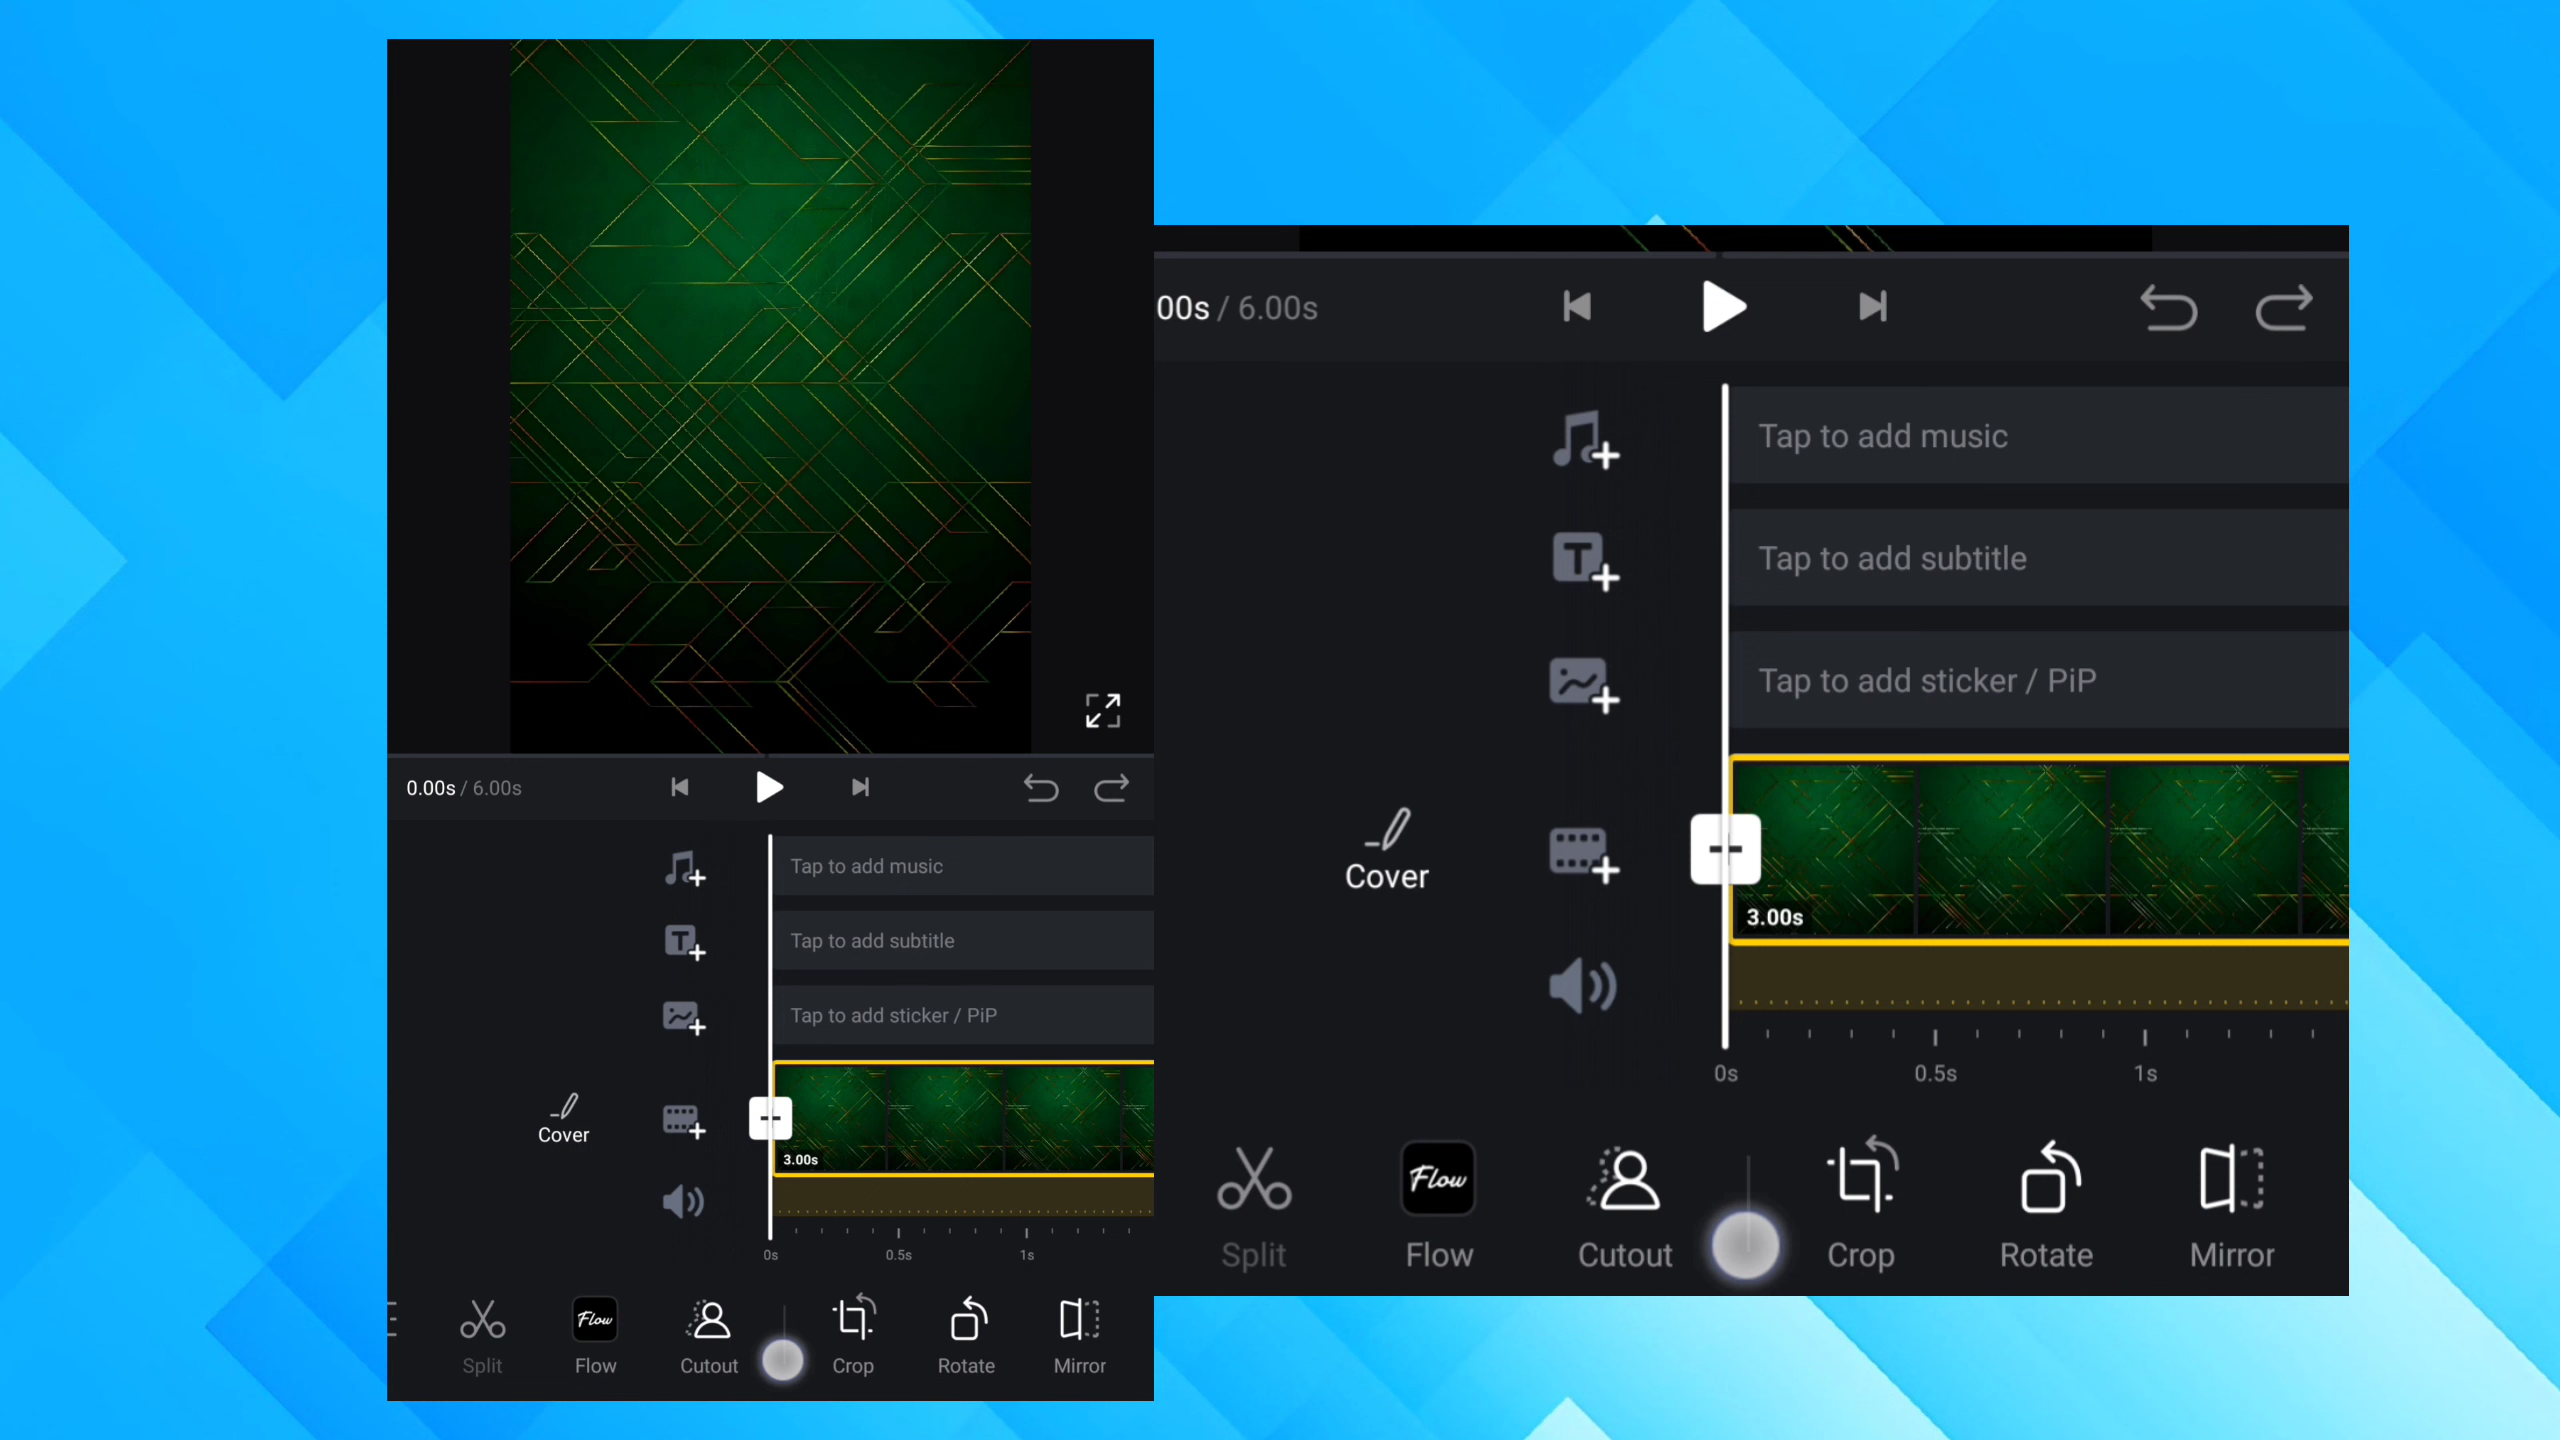 0.00s / 6.00s
Tap to add music
Tap to add subtitle
Tap to add sticker / PiP
Cover
3.00s
0s 0.5s 1s
Flow
Split Flow Cutout Crop Rotate Mirror
00s / 6.00s
Tap to add music
Tap to add subtitle
Tap to add sticker / PiP
Cover
3.00s
0s 0.5s 1s
Flow
Split Flow Cutout Crop Rotate Mirror